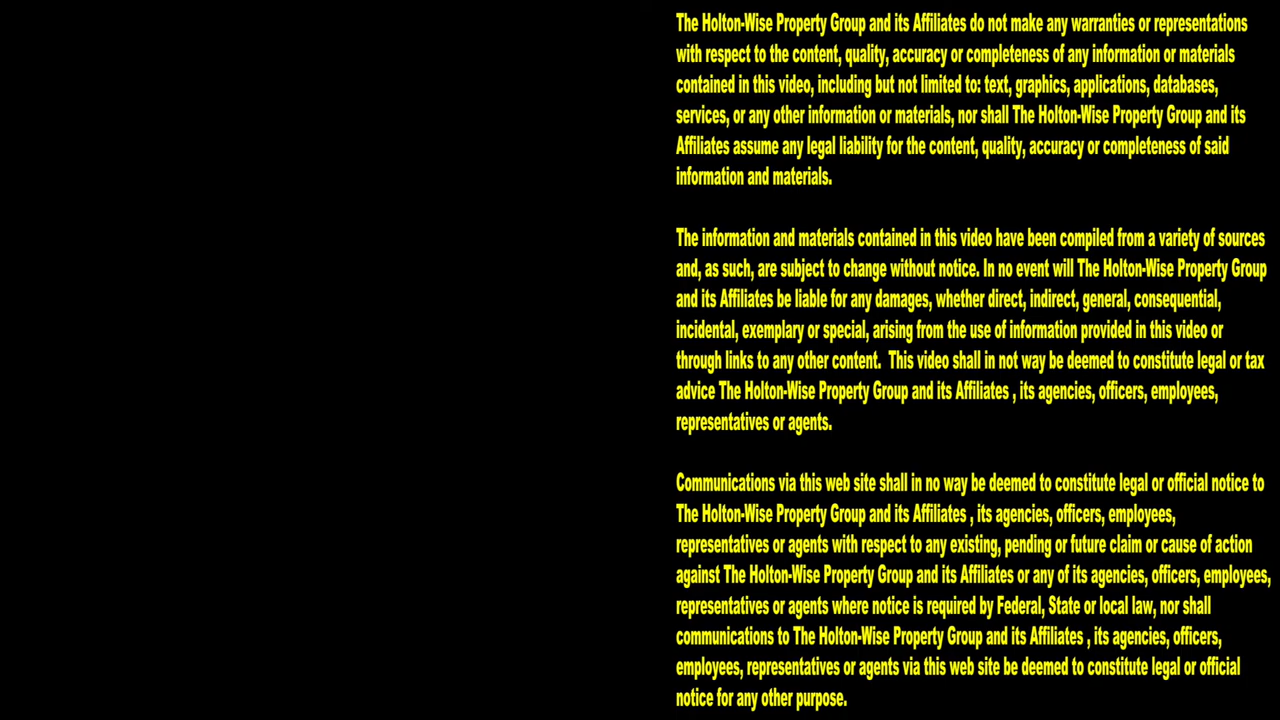 The Holton-Wise Property Group and its Affiliates do not make any warranties or representations
with respect to the content, quality, accuracy or completeness of any information or materials
contained in this video, including but not limited to: text, graphics, applications, databases,
services, or any other information or materials, nor shall The Holton-Wise Property Group and its
Affiliates assume any legal liability for the content, quality, accuracy or completeness of said
information and materials.
The information and materials contained in this video have been compiled from a variety of sources
and, as such, are subject to change without notice. In no event will The Holton-Wise Property Group
and its Affiliates be liable for any damages, whether direct, indirect, general, consequential,
incidental, exemplary or special, arising from the use of information provided in this video or
through links to any other content.  This video shall in not way be deemed to constitute legal or tax
advice The Holton-Wise Property Group and its Affiliates , its agencies, officers, employees,
representatives or agents.
Communications via this web site shall in no way be deemed to constitute legal or official notice to
The Holton-Wise Property Group and its Affiliates , its agencies, officers, employees,
representatives or agents with respect to any existing, pending or future claim or cause of action
against The Holton-Wise Property Group and its Affiliates or any of its agencies, officers, employees,
representatives or agents where notice is required by Federal, State or local law, nor shall
communications to The Holton-Wise Property Group and its Affiliates , its agencies, officers,
employees, representatives or agents via this web site be deemed to constitute legal or official
notice for any other purpose.